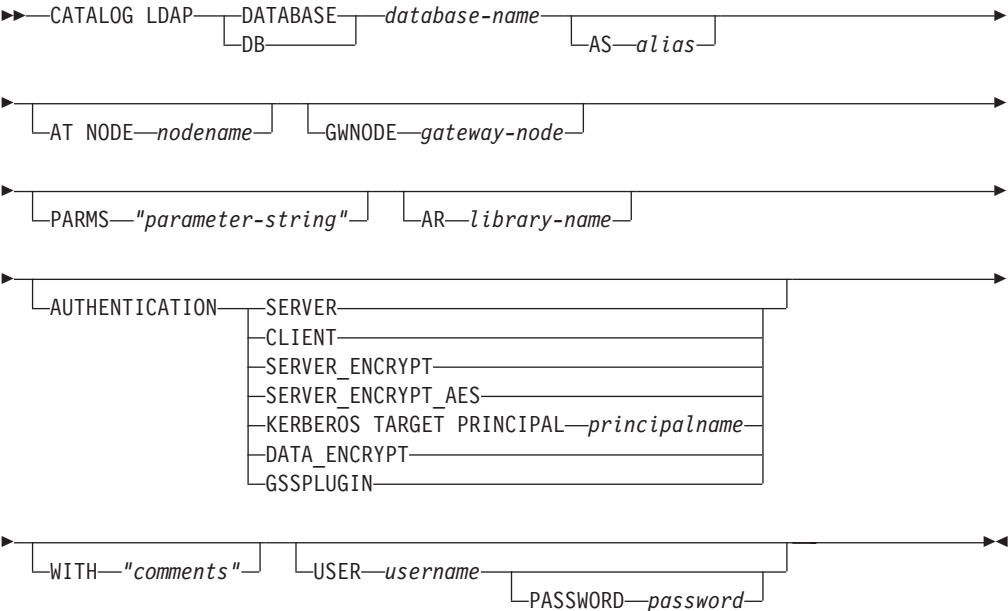 CATALOG LDAP DATABASE database-name
DB AS alias
AT NODE nodename GWNODE gateway-node
PARMS "parameter-string" AR library-name
AUTHENTICATION SERVER
CLIENT
SERVER_ENCRYPT
SERVER_ENCRYPT_AES
KERBEROS TARGET PRINCIPAL principalname
DATA_ENCRYPT
GSSPLUGIN
WITH "comments" USER username
PASSWORD password